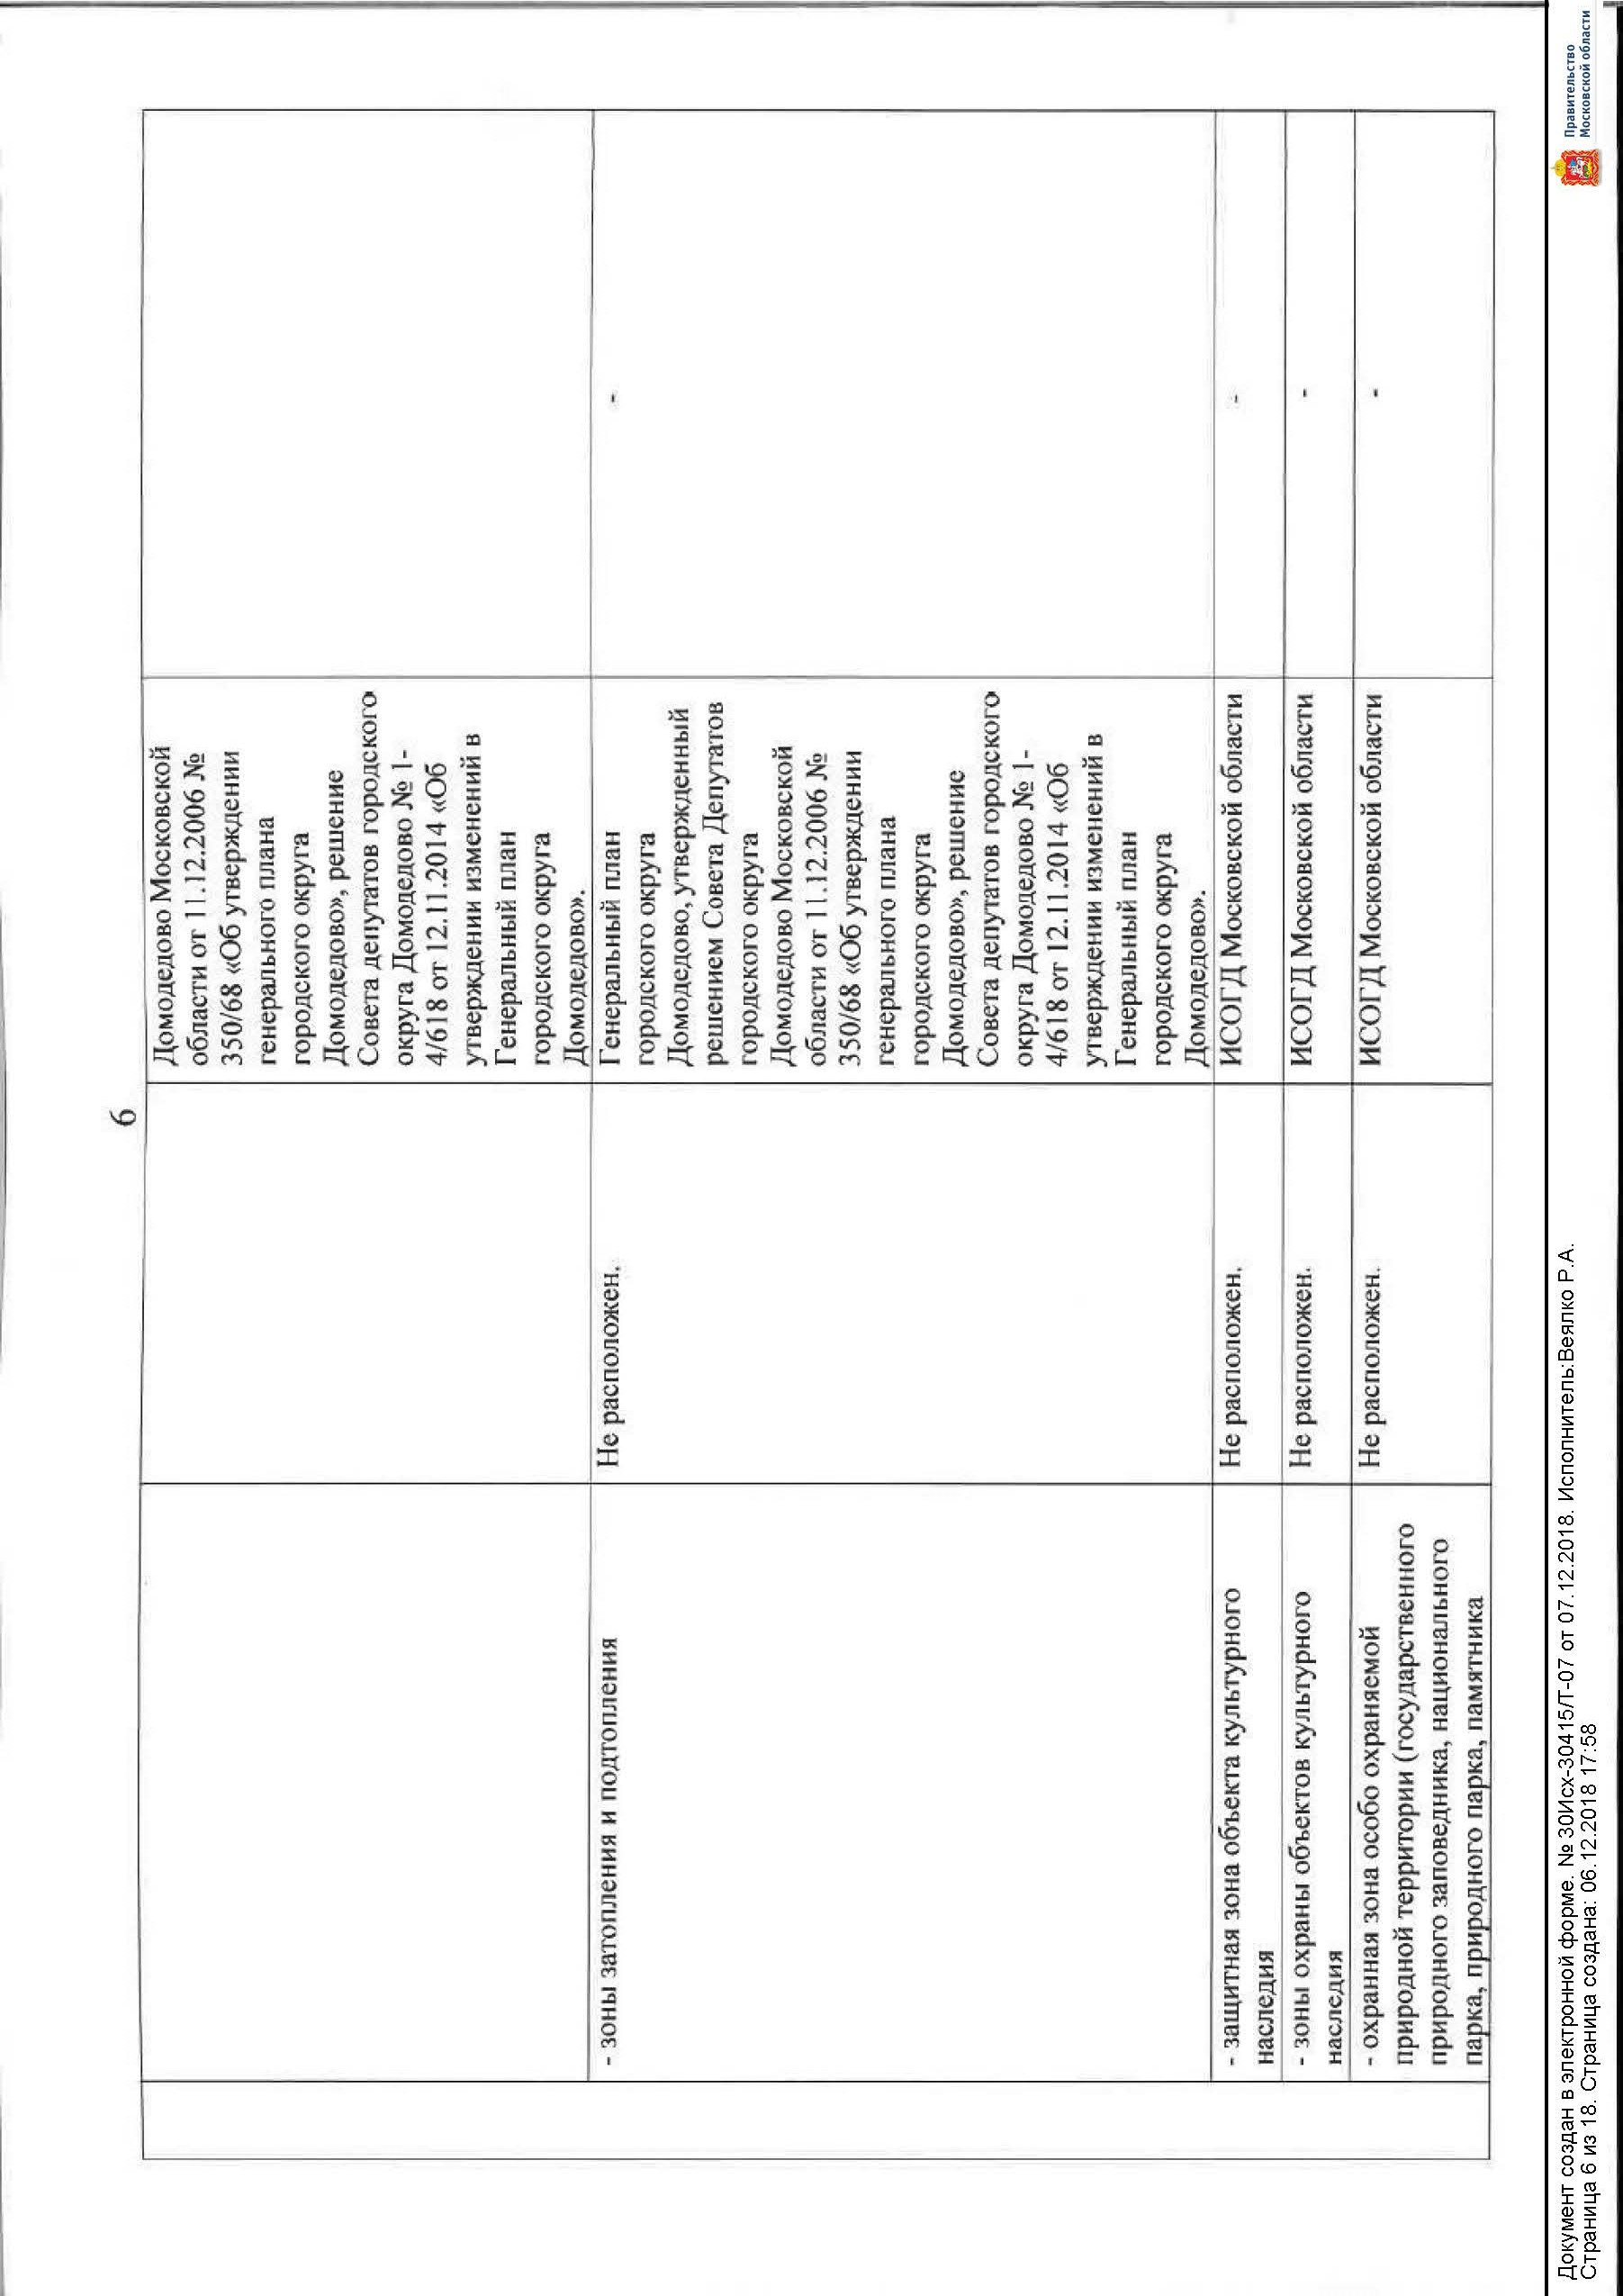 6
Домодедово Московской
области от 11.12.2006 №
350/68 «Об утверждении
генерального плана
городского округа
Домодедово», решение
Совета депутатов городского
округа Домодедово № 1-
4/618 от 12.11.2014 «Об
утверждении изменений в
Генеральный план
городского округа
Домодедово».
- зоны затопления и подтопления
Не расположен.
Генеральный план
городского округа
Домодедово, утвержденный
решением Совета Депутатов
городского округа
Домодедово Московской
области от 11.12.2006 №
350/68 «Об утверждении
генерального плана
городского округа
Домодедово», решение
Совета депутатов городского
округа Домодедово № 1-
4/618 от 12.11.2014 «Об
утверждении изменений в
Генеральный план
городского округа
Домодедово».
-
- защитная зона объекта культурного
наследия
Не расположен.
ИСОГД Московской области
-
- зоны охраны объектов культурного
наследия
Не расположен.
ИСОГД Московской области
-
- охранная зона особо охраняемой
природной территории (государственного
природного заповедника, национального
парка, природного парка, памятника
Не расположен.
ИСОГД Московской области
-
Документ создан в электронной форме. № 30Исх-30415/Т-07 от 07.12.2018. Исполнитель:Веялко Р.А.
Страница 6 из 18. Страница создана: 06.12.2018 17:58
Правительство
Московской области